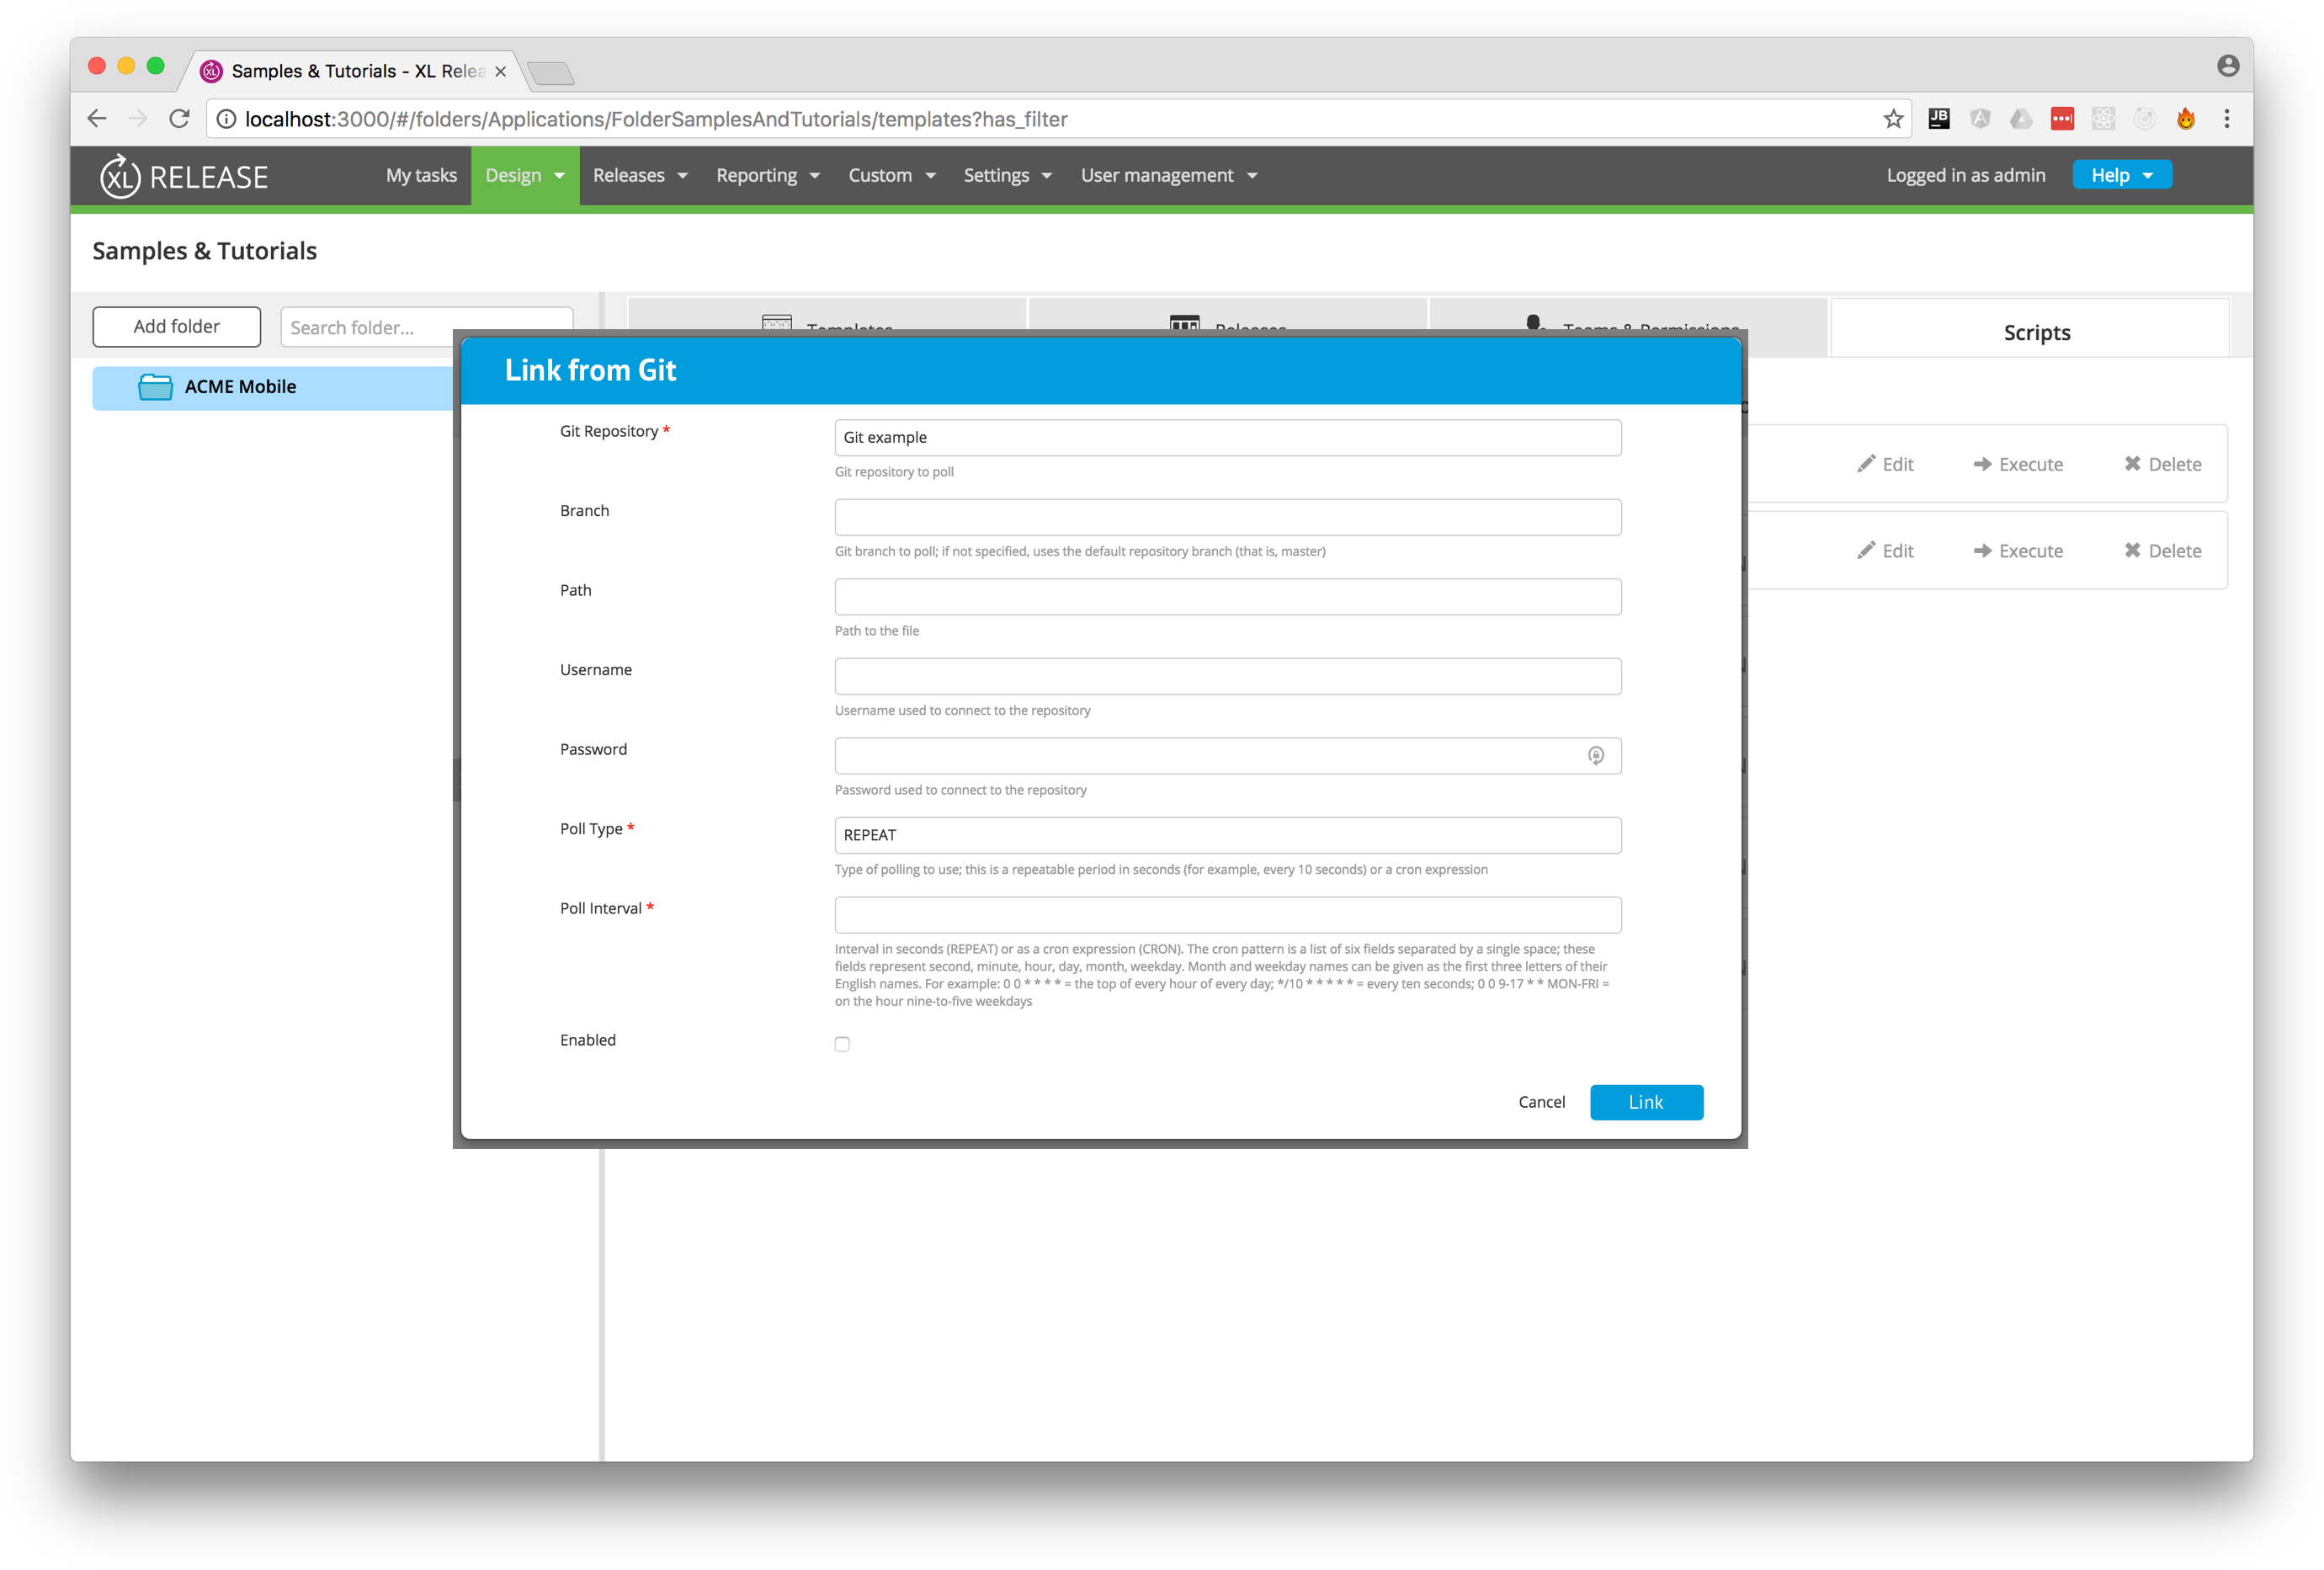 Samples & Tutorials - XL Relea
localhost:3000/#/folders/Applications/FolderSamplesAndTutorials/templates?has_filter
JB
XL RELEASE
My tasks
Design
Releases
Reporting
Custom
Settings
User management
Logged in as admin
Help
Samples & Tutorials
Add folder
Search folder...
Templates
Releases
Teams & Permissions
Scripts
ACME Mobile
Edit
Execute
Delete
Edit
Execute
Delete
Link from Git
Git Repository *
Git example
Git repository to poll
Branch
Git branch to poll; if not specified, uses the default repository branch (that is, master)
Path
Path to the file
Username
Username used to connect to the repository
Password
Password used to connect to the repository
Poll Type *
REPEAT
Type of polling to use; this is a repeatable period in seconds (for example, every 10 seconds) or a cron expression
Poll Interval *
Interval in seconds (REPEAT) or as a cron expression (CRON). The cron pattern is a list of six fields separated by a single space; these
fields represent second, minute, hour, day, month, weekday. Month and weekday names can be given as the first three letters of their
English names. For example: 0 0 * * * * = the top of every hour of every day; */10 * * * * * = every ten seconds; 0 0 9-17 * * MON-FRI =
on the hour nine-to-five weekdays
Enabled
Cancel
Link